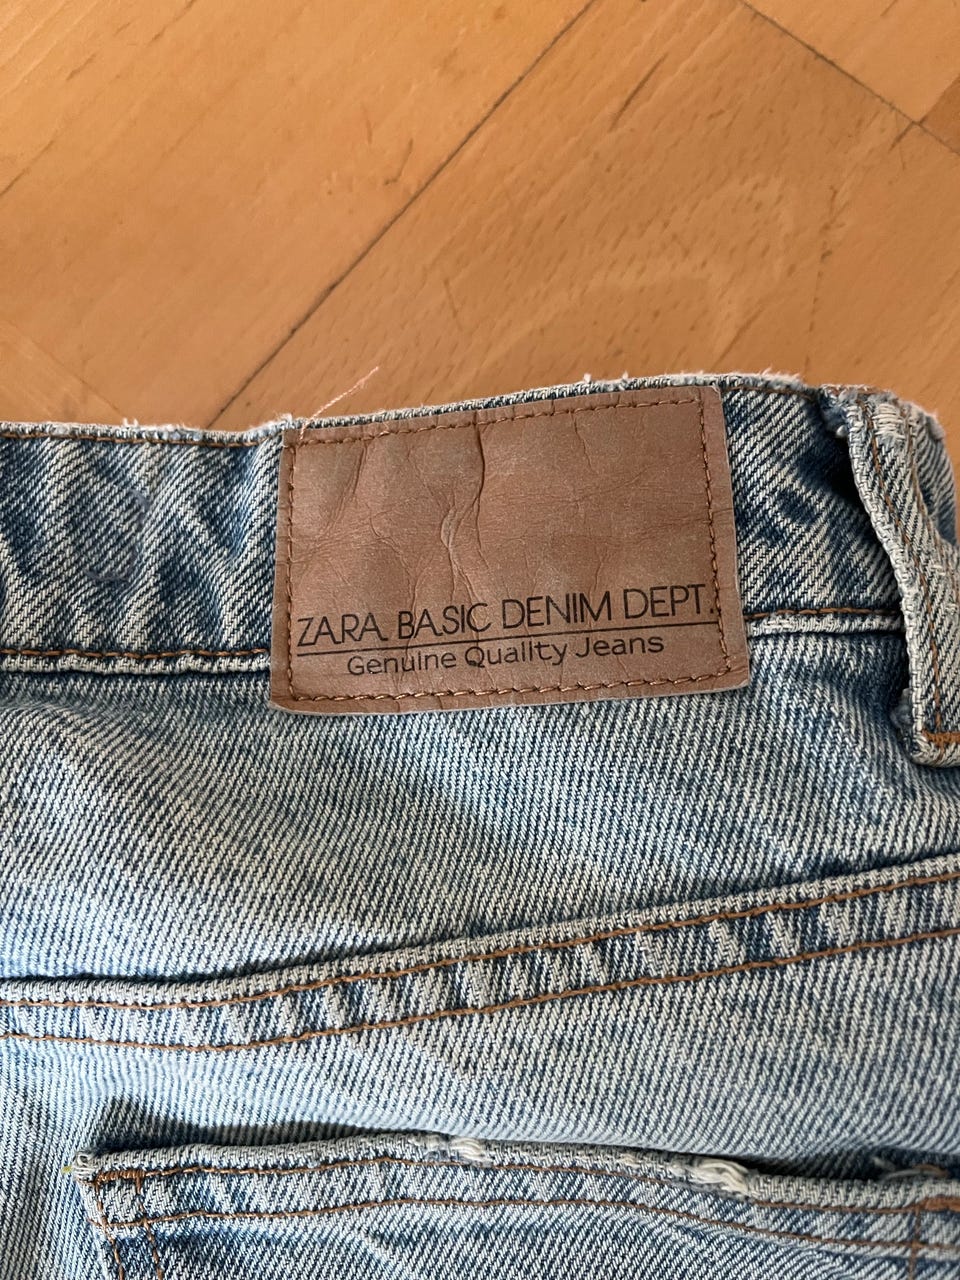 ZARA BASIC DENIM DEPT.
Genuine Quality Jeans